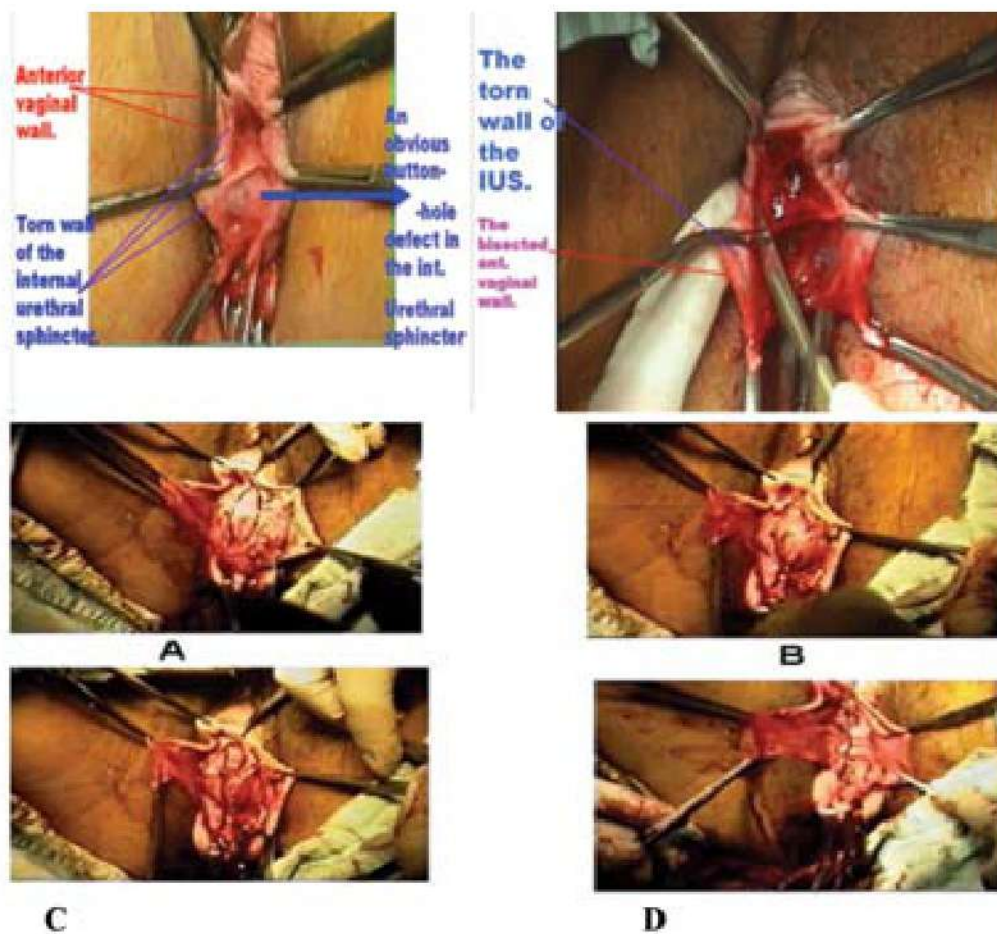 Anterior
vaginal
wall.
Torn wall
of the
internal
urethral
sphincter.
An
obvious
button-
-hole
defect in
the int.
Urethral
sphincter
The
torn
wall of
the
IUS.
The
bisected
ant.
vaginal
wall.
A
B
C
D